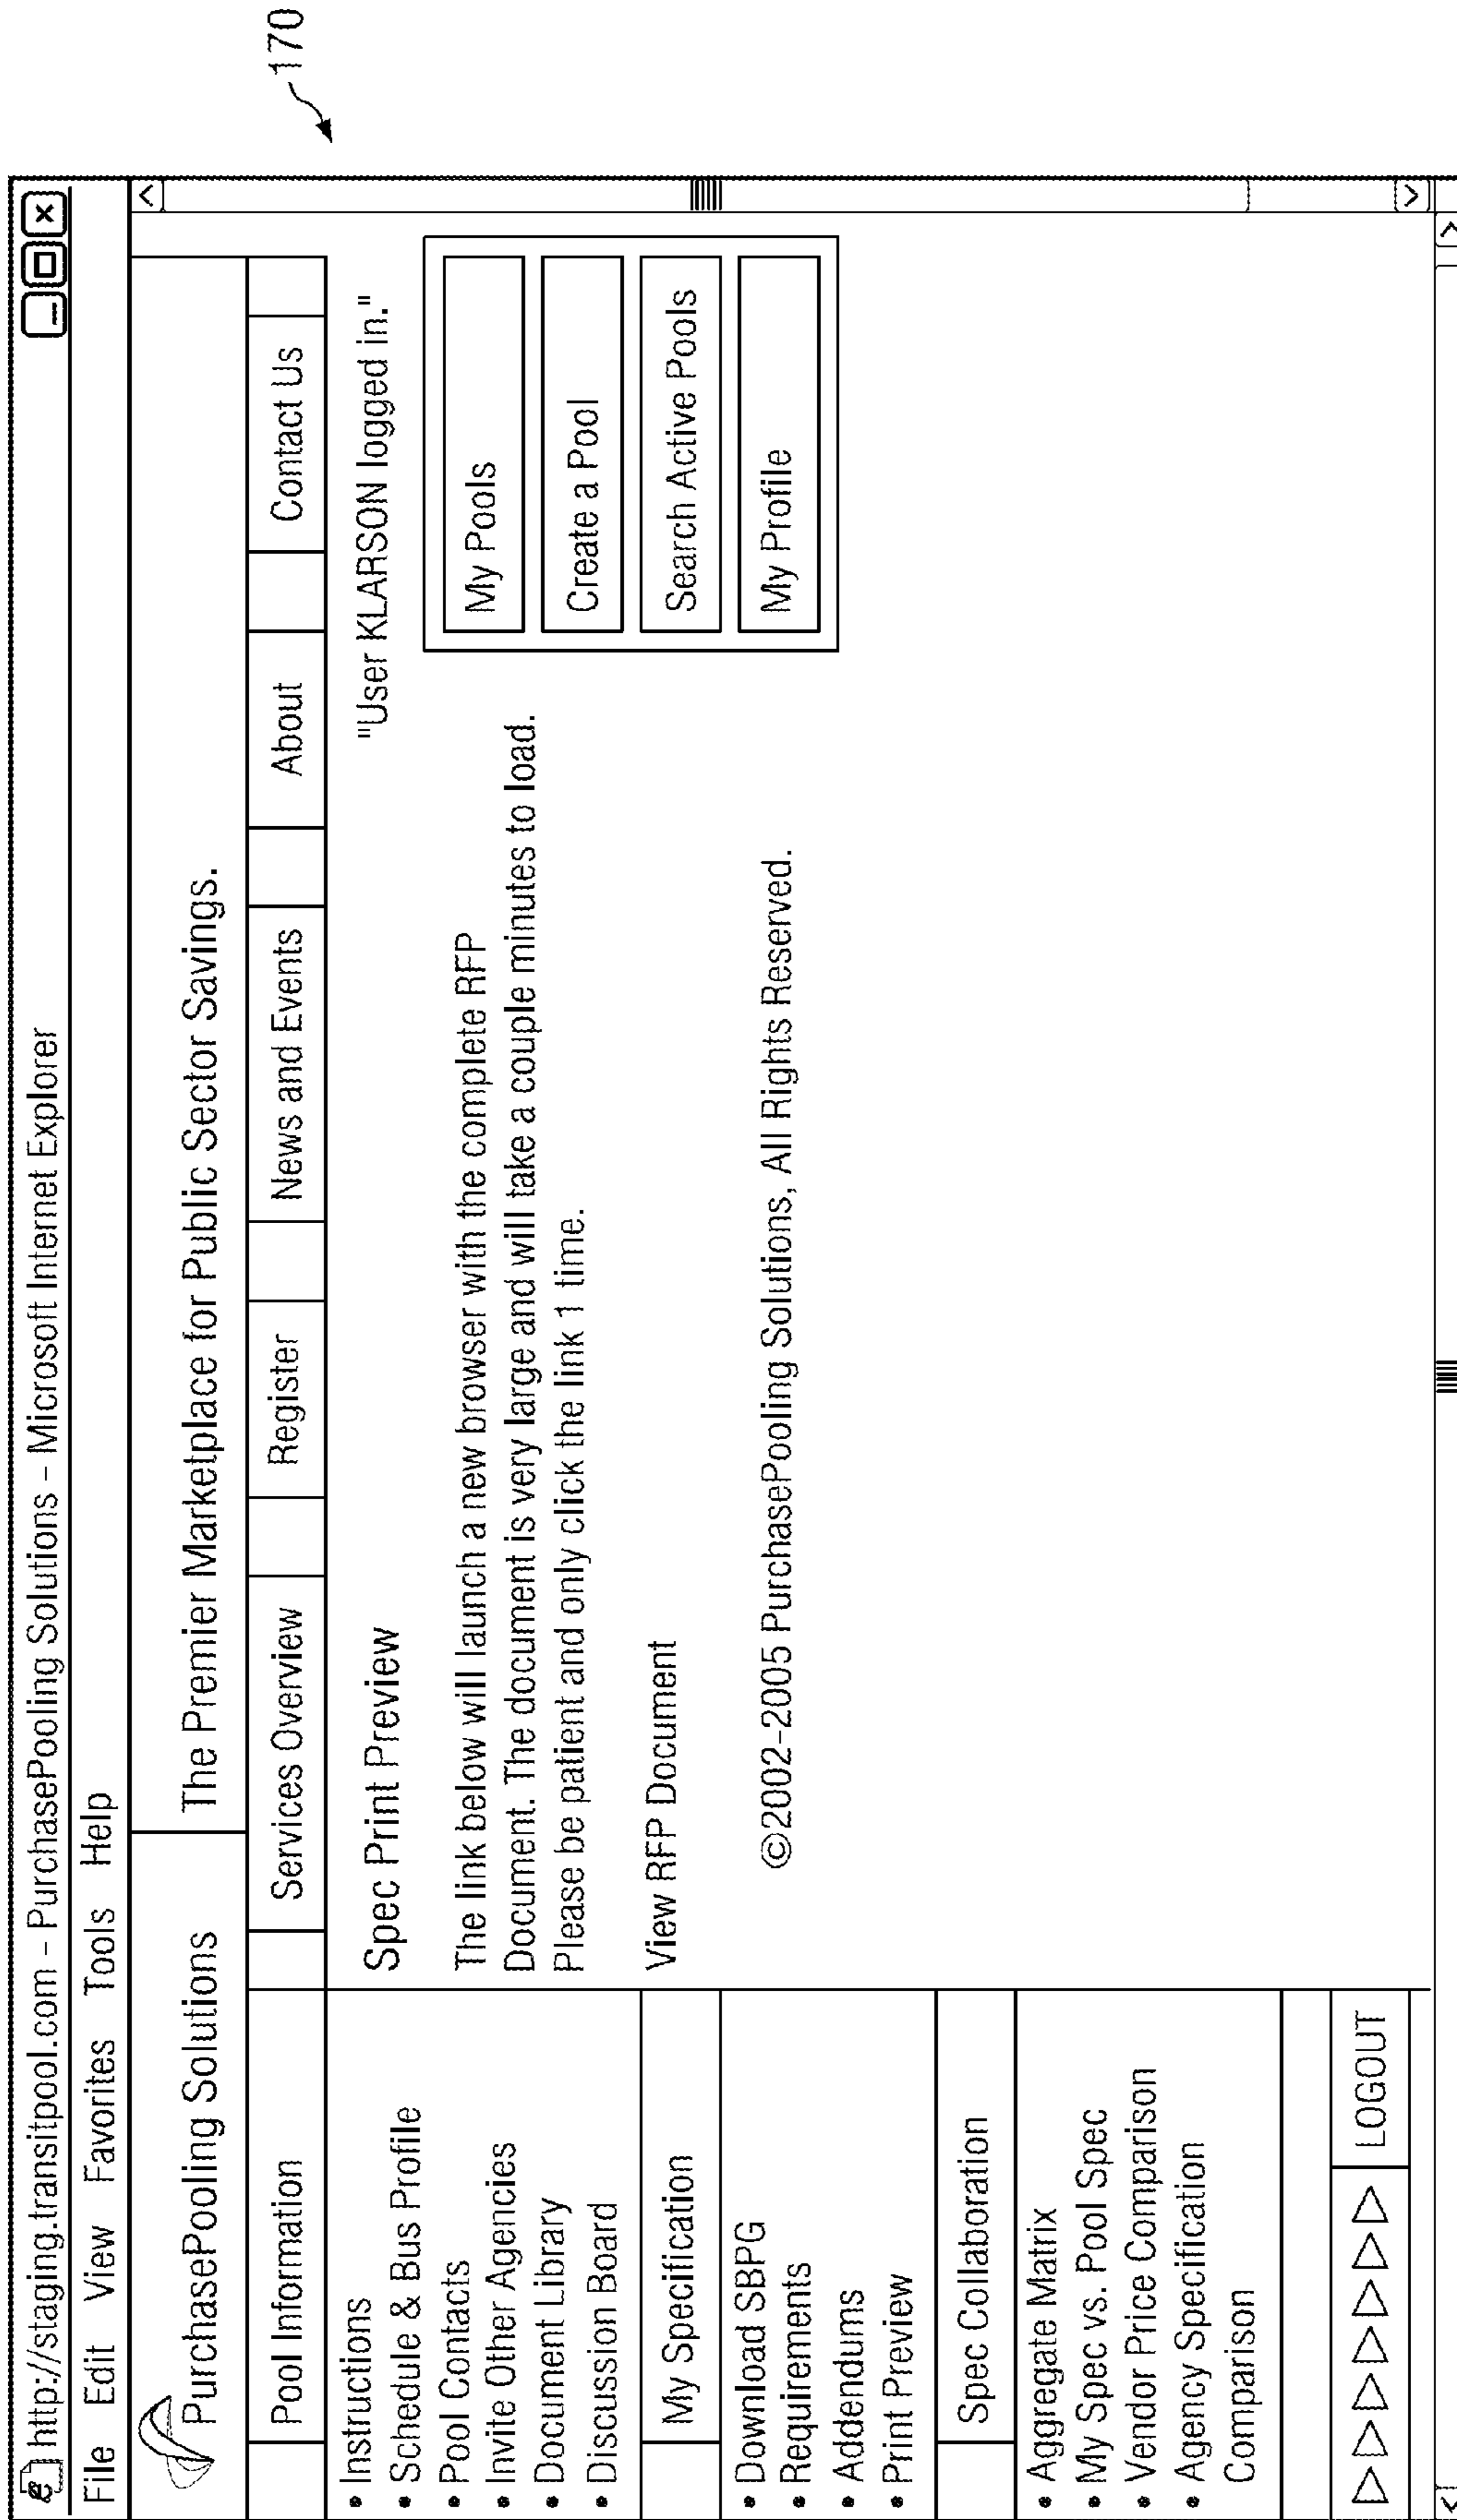 170
http://staging.transitpool.com - PurchasePooling Solutions - Microsoft Internet Explorer
File Edit View Favorites Tools Help
PurchasePooling Solutions
The Premier Marketplace for Public Sector Savings.
Pool Information
Services Overview
Register
News and Events
About
Contact Us
• Instructions
• Schedule & Bus Profile
• Pool Contacts
• Invite Other Agencies
• Document Library
• Discussion Board
My Specification
• Download SBPG
• Requirements
• Addendums
• Print Preview
Spec Collaboration
• Aggregate Matrix
• My Spec vs. Pool Spec
• Vendor Price Comparison
• Agency Specification
Comparison
LOGOUT
"User KLARSON logged in."
Spec Print Preview
The link below will launch a new browser with the complete RFP
Document. The document is very large and will take a couple minutes to load.
Please be patient and only click the link 1 time.
View RFP Document
©2002-2005 PurchasePooling Solutions, All Rights Reserved.
My Pools
Create a Pool
Search Active Pools
My Profile